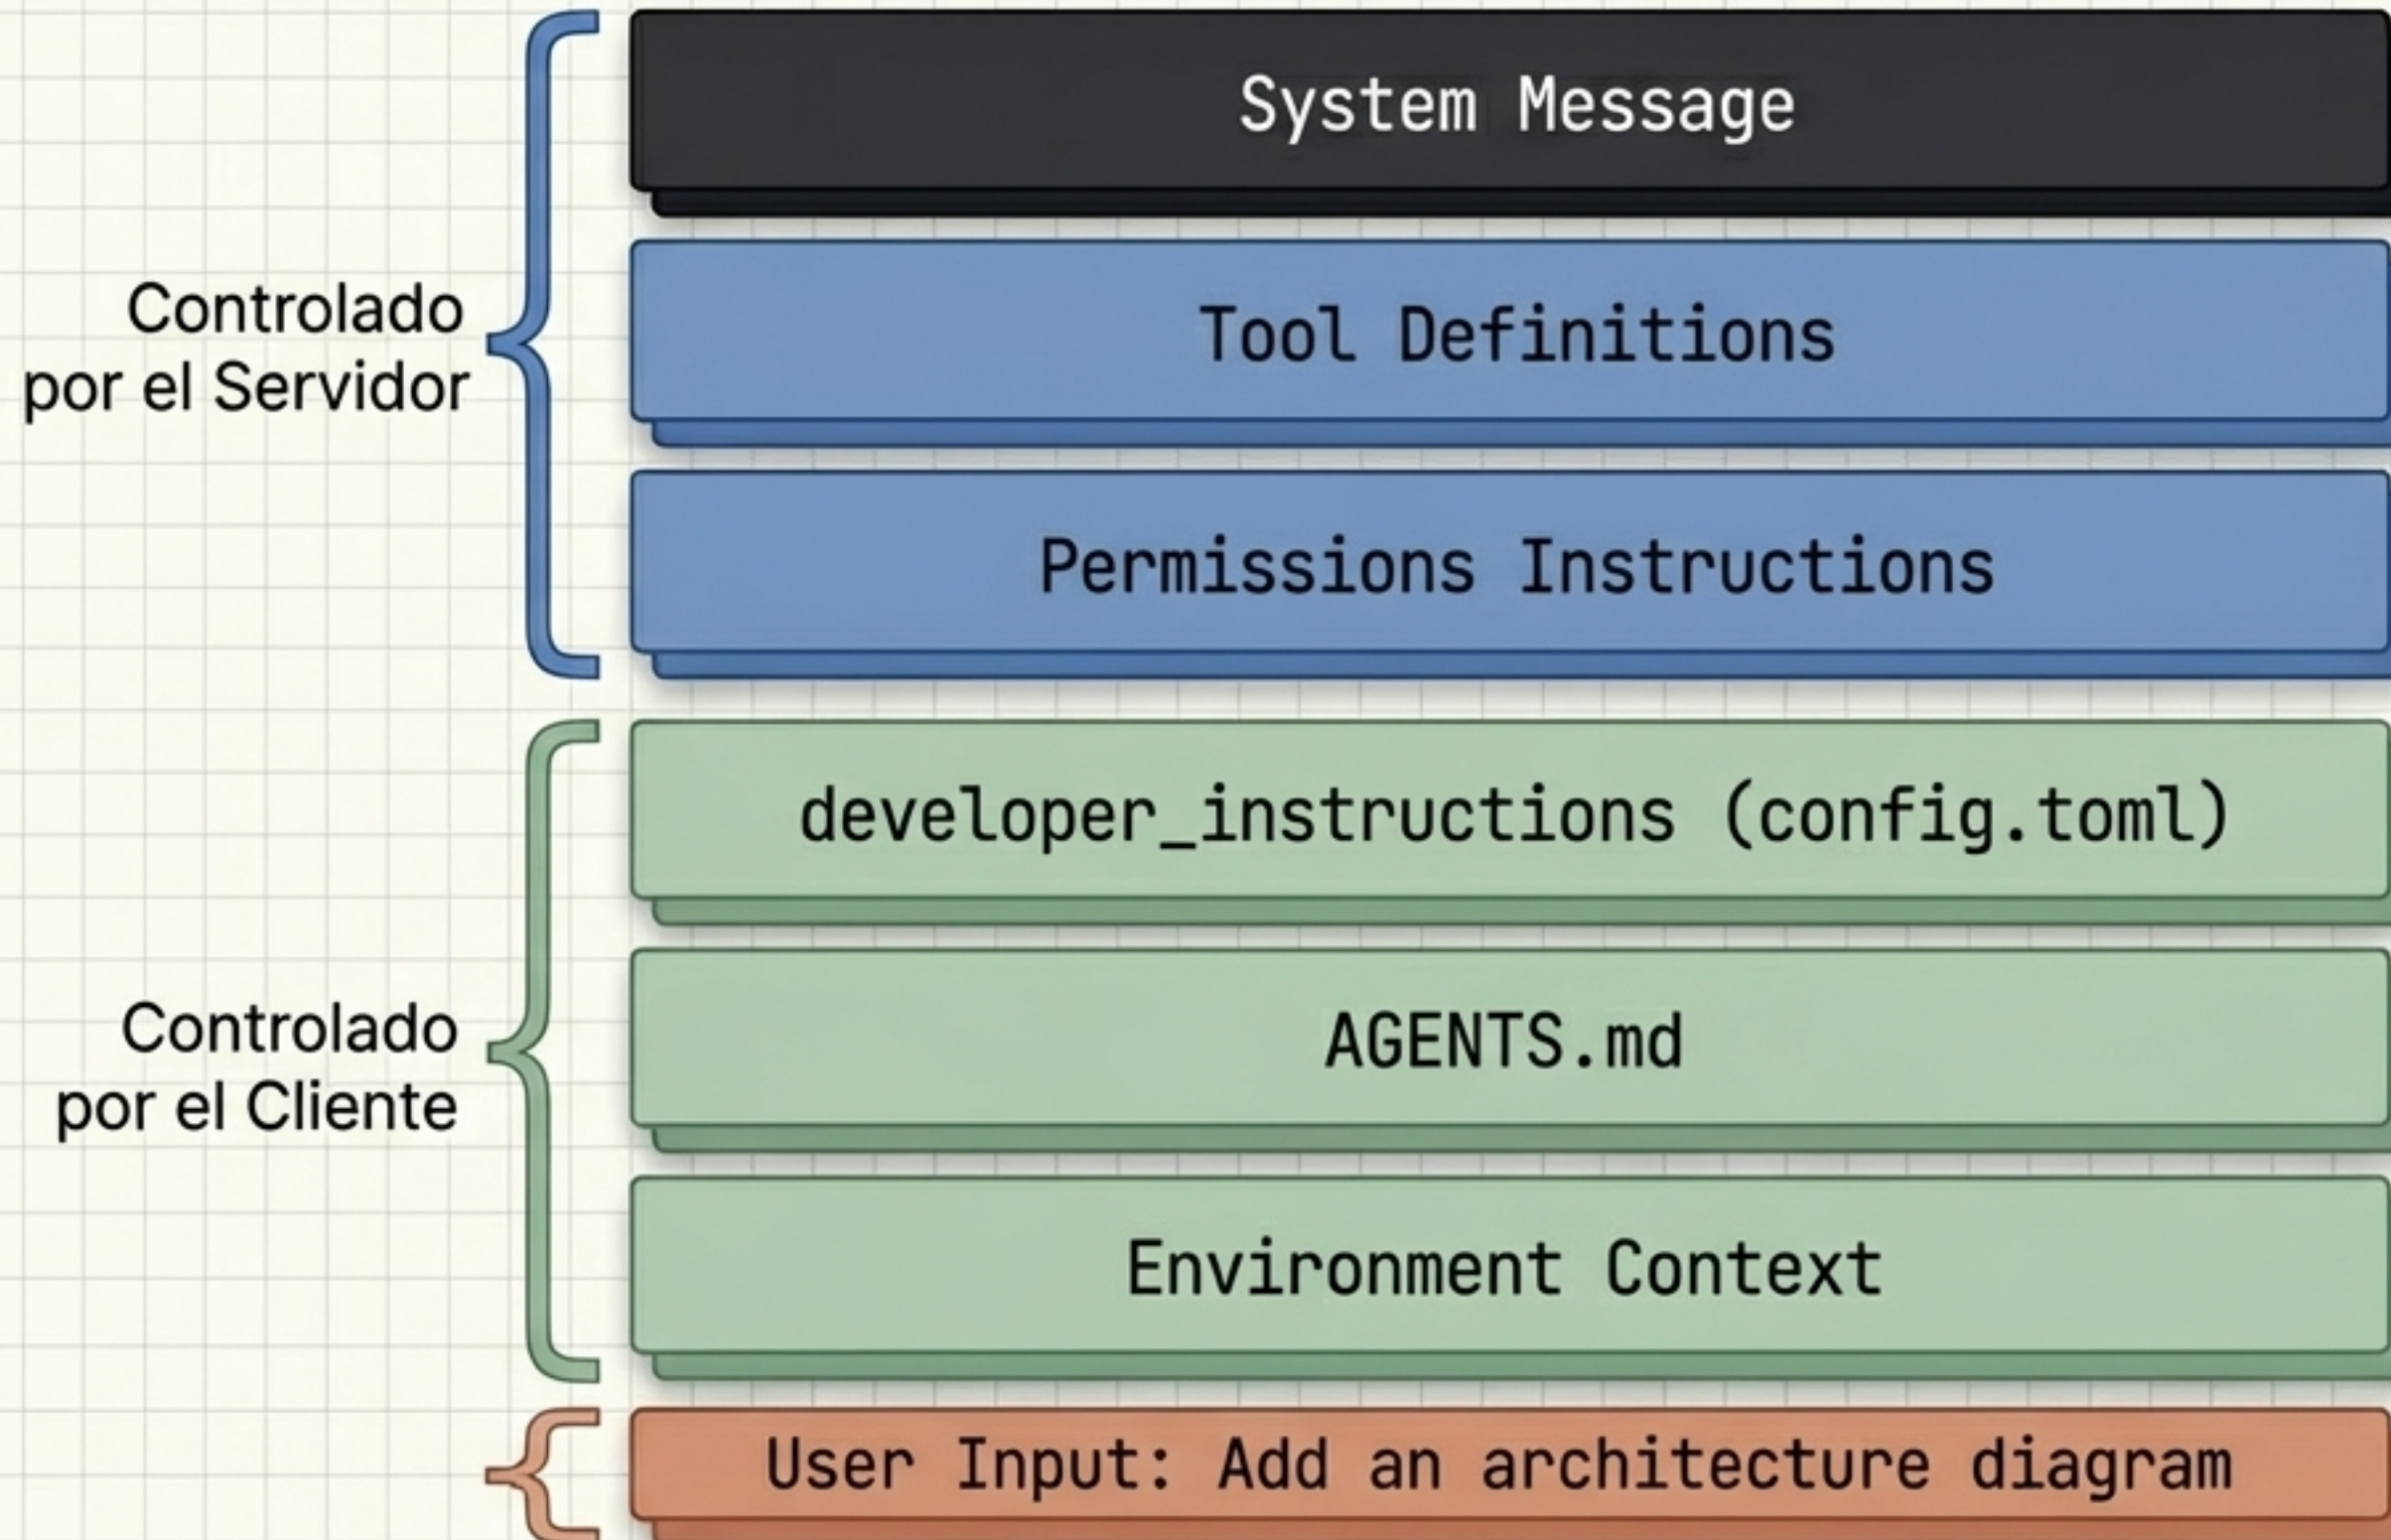 System Message
Tool Definitions
Controlado
por el Servidor
Permissions Instructions
developer_instructions (config.toml)
AGENTS.md
Controlado
por el Cliente
Environment Context
User Input: Add an architecture diagram